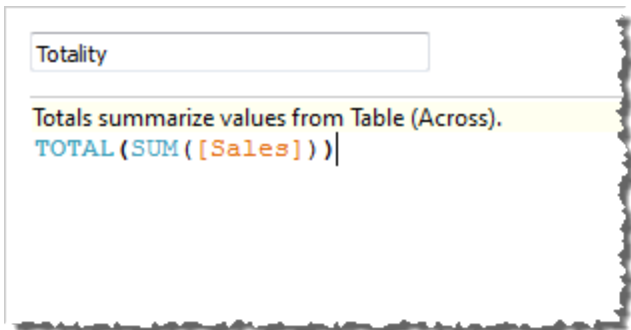 Totality
Totals summarize values from Table (Across).
TOTAL(SUM([Sales]))